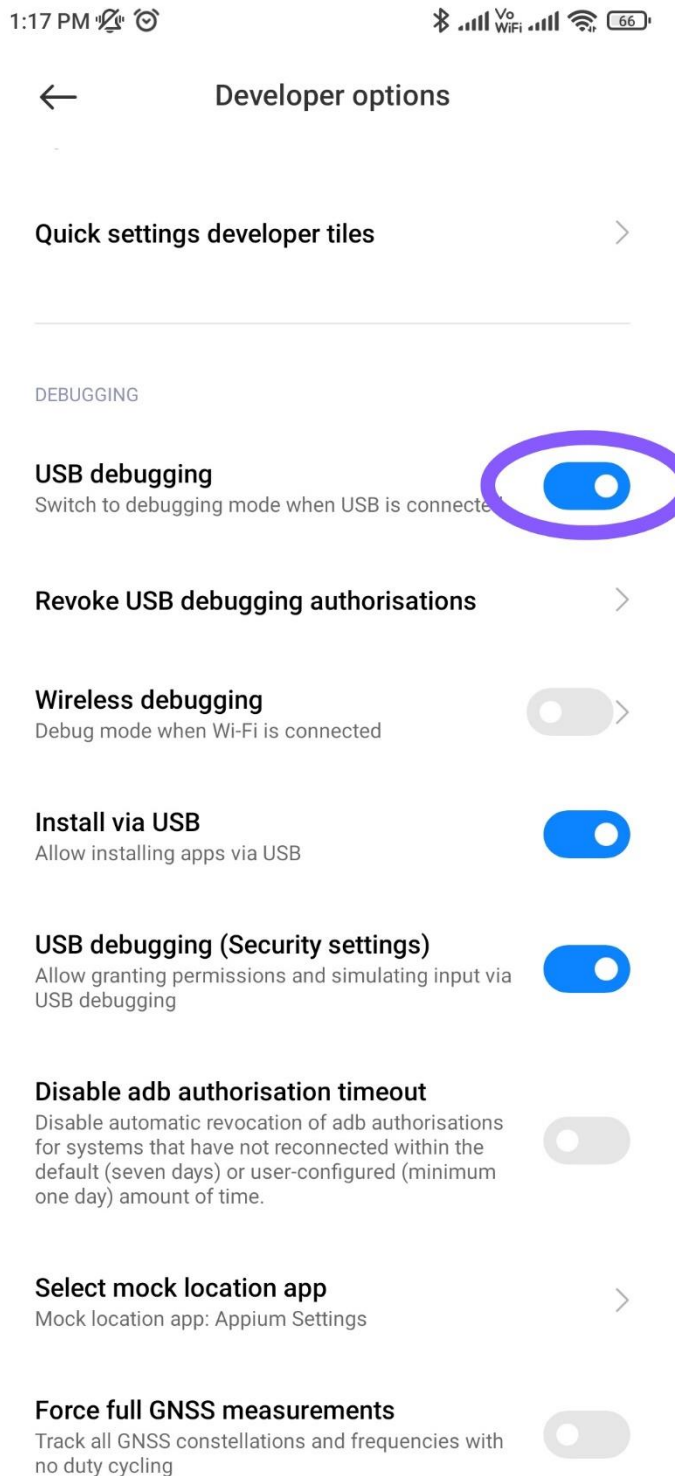 1:17 PM
Vo
WiFi
66
Developer options
Quick settings developer tiles
DEBUGGING
USB debugging
Switch to debugging mode when USB is connected
Revoke USB debugging authorisations
Wireless debugging
Debug mode when Wi-Fi is connected
Install via USB
Allow installing apps via USB
USB debugging (Security settings)
Allow granting permissions and simulating input via
USB debugging
Disable adb authorisation timeout
Disable automatic revocation of adb authorisations
for systems that have not reconnected within the
default (seven days) or user-configured (minimum
one day) amount of time.
Select mock location app
Mock location app: Appium Settings
Force full GNSS measurements
Track all GNSS constellations and frequencies with
no duty cycling